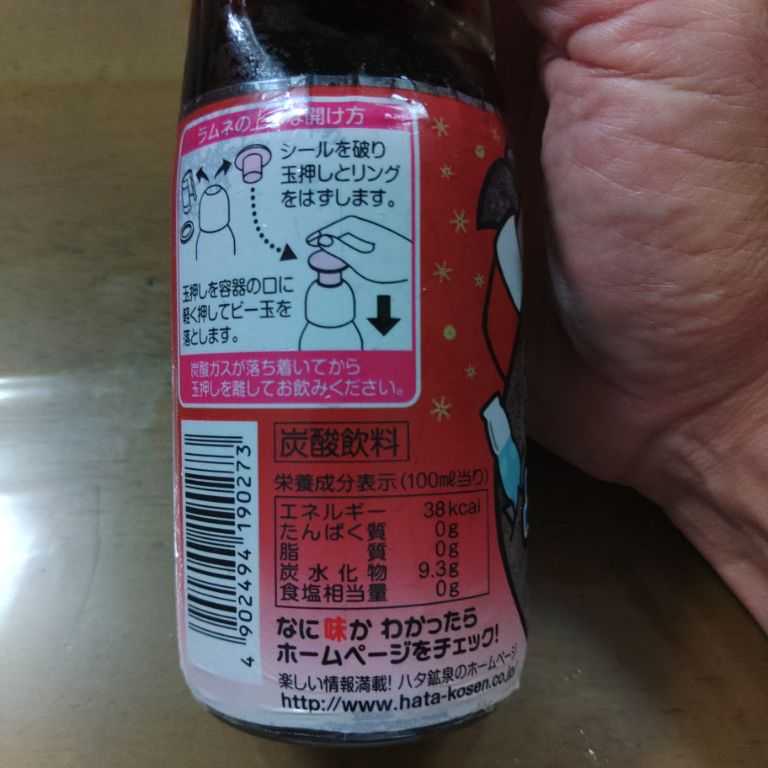 ラムネの上手な開け方
シールを破り
玉押しとリング
をはずします。
玉押しを容器の口に
軽く押してビー玉を
落とします。
炭酸ガスが落ち着いてから
玉押しを離してお飲みください。
炭酸飲料
栄養成分表示(100ml当り)
エネルギー 38kcal
たんぱく質 0g
脂質 0g
炭水化物 9.3g
食塩相当量 0g
4 902494 190273
なに味か わかったら
ホームページをチェック!
楽しい情報満載! ハタ鉱泉のホームページ
http://www.hata-kosen.co.jp/